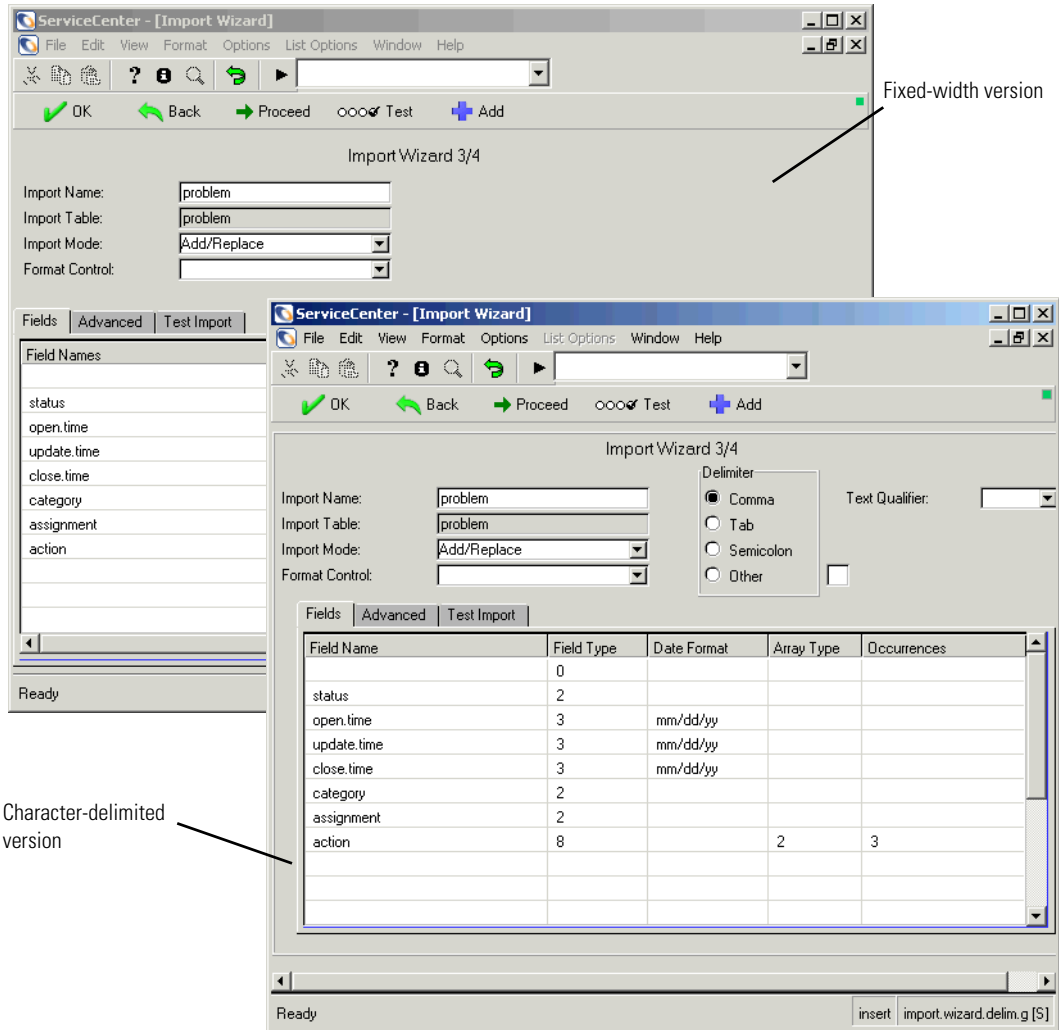 ServiceCenter - [Import Wizard]
File Edit View Format Options List Options Window Help
OK Back Proceed Test Add
Import Wizard 3/4
Import Name: problem
Import Table: problem
Import Mode: Add/Replace
Format Control:
Fields Advanced Test Import
Field Names
status
open.time
update.time
close.time
category
assignment
action
Ready
Fixed-width version
ServiceCenter - [Import Wizard]
File Edit View Format Options List Options Window Help
OK Back Proceed Test Add
Import Wizard 3/4
Delimiter
Import Name: problem Comma Text Qualifier:
Import Table: problem Tab
Import Mode: Add/Replace Semicolon
Format Control: Other
Fields Advanced Test Import
Field Name Field Type Date Format Array Type Occurrences
0
status 2
open.time 3 mm/dd/yy
update.time 3 mm/dd/yy
close.time 3 mm/dd/yy
category 2
assignment 2
action 8 2 3
Ready insert import.wizard.delim.g [S]
Character-delimited
version